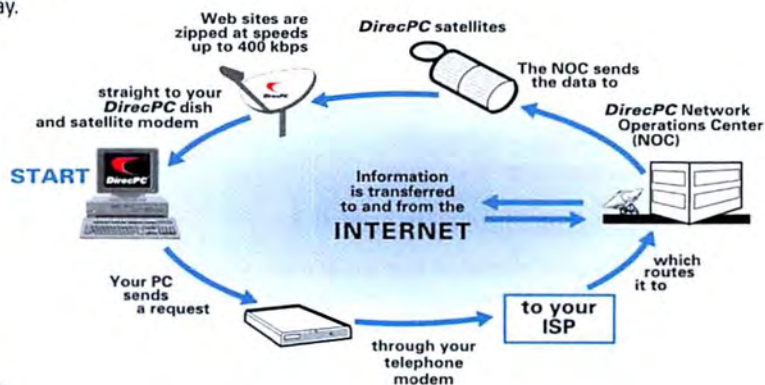 ay.
Web sites are
zipped at speeds
up to 400 kbps
DirecPC satellites
The NOC sends
the data to
straight to your
DirecPC dish
and satellite modem
DirecPC
DirecPC Network
Operations Center
(NOC)
START
DirecPC
Information
is transferred
to and from the
INTERNET
Your PC
sends
a request
through your
telephone
modem
to your
ISP
which
routes
it to